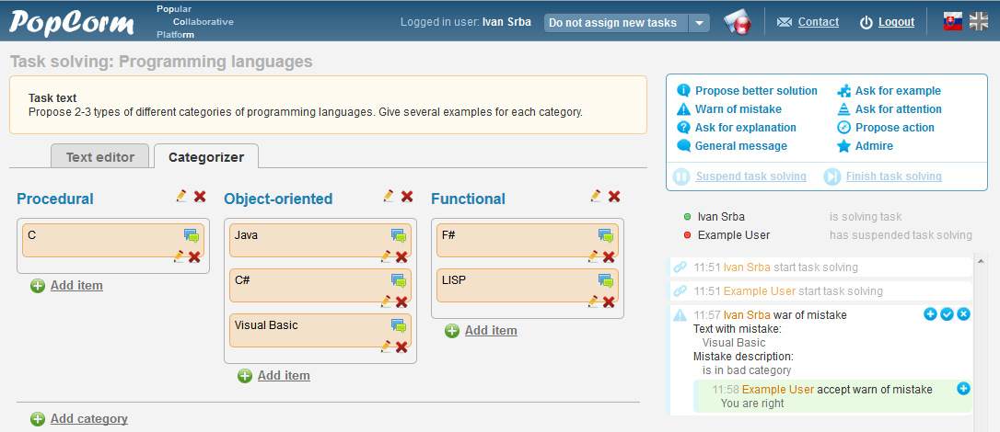 PopCorm
Popular
Collaborative
Platform
Logged in user: Ivan Srba
Do not assign new tasks
Contact
Logout
Task solving: Programming languages
Task text
Propose 2-3 types of different categories of programming languages. Give several examples for each category.
Text editor
Categorizer
Procedural
C
Add item
Object-oriented
Java
C#
Visual Basic
Add item
Functional
F#
LISP
Add item
Add category
Propose better solution
Ask for example
Warn of mistake
Ask for attention
Ask for explanation
Propose action
General message
Admire
Suspend task solving
Finish task solving
Ivan Srba is solving task
Example User has suspended task solving
11:51 Ivan Srba start task solving
11:51 Example User start task solving
11:57 Ivan Srba war of mistake
Text with mistake:
Visual Basic
Mistake description:
is in bad category
11:58 Example User accept warn of mistake
You are right